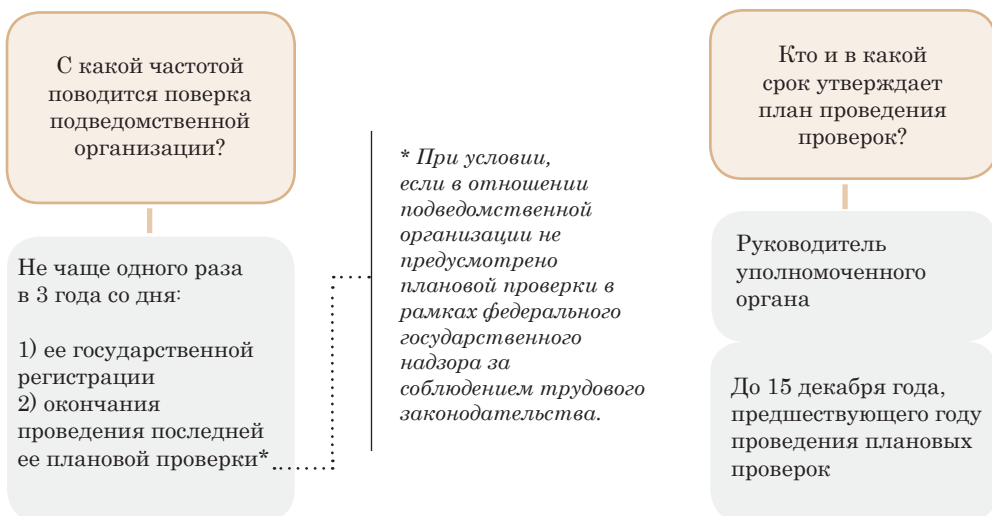 С какой частотой
поводится поверка
подведомственной
организации?
Не чаще одного раза
в 3 года со дня:
1) ее государственной
регистрации
2) окончания
проведения последней
ее плановой проверки*
* При условии,
если в отношении
подведомственной
организации не
предусмотрено
плановой проверки в
рамках федерального
государственного
надзора за
соблюдением трудового
законодательства.
Кто и в какой
срок утверждает
план проведения
проверок?
Руководитель
уполномоченного
органа
До 15 декабря года,
предшествующего году
проведения плановых
проверок